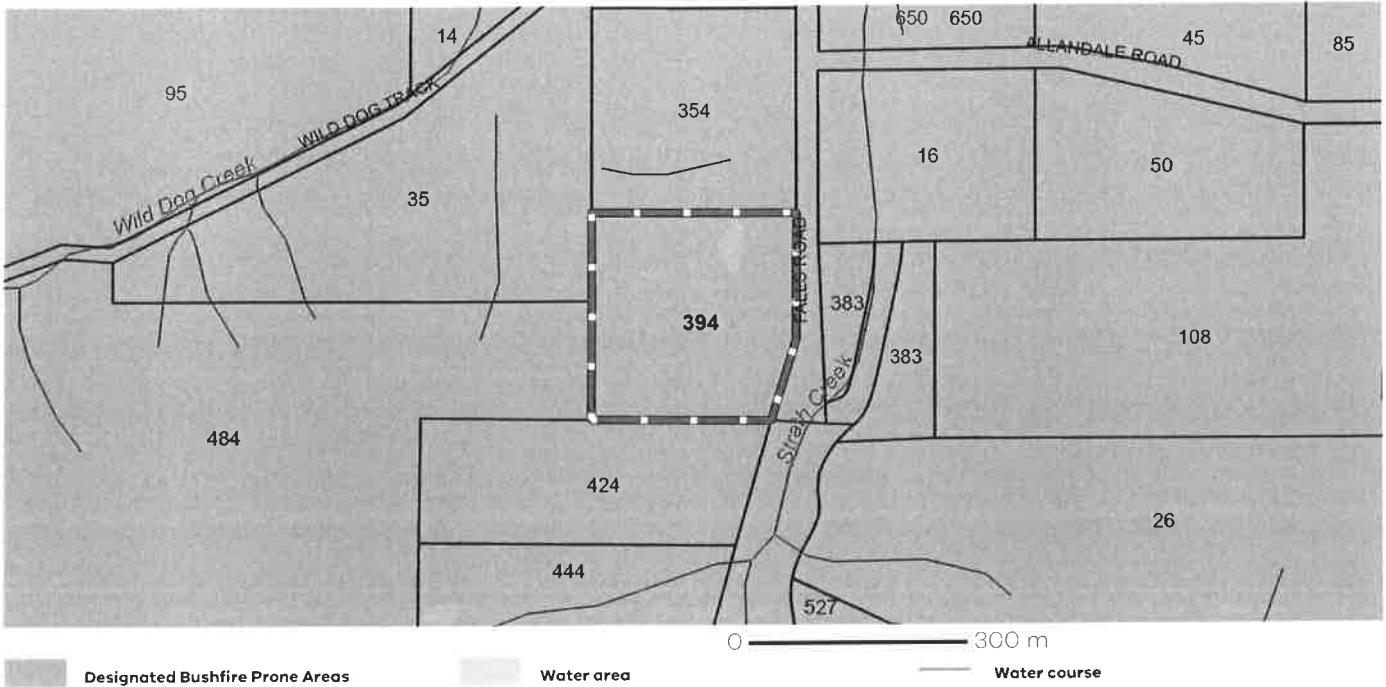 650 650
14
45
85
ALLANDALE ROAD
95
354
WILD DOG TRACK
16
50
Wild Dog Creek
35
FALLS ROAD
383
394
108
383
Strath Creek
484
424
26
444
527
0 300 m
Designated Bushfire Prone Areas
Water area
Water course